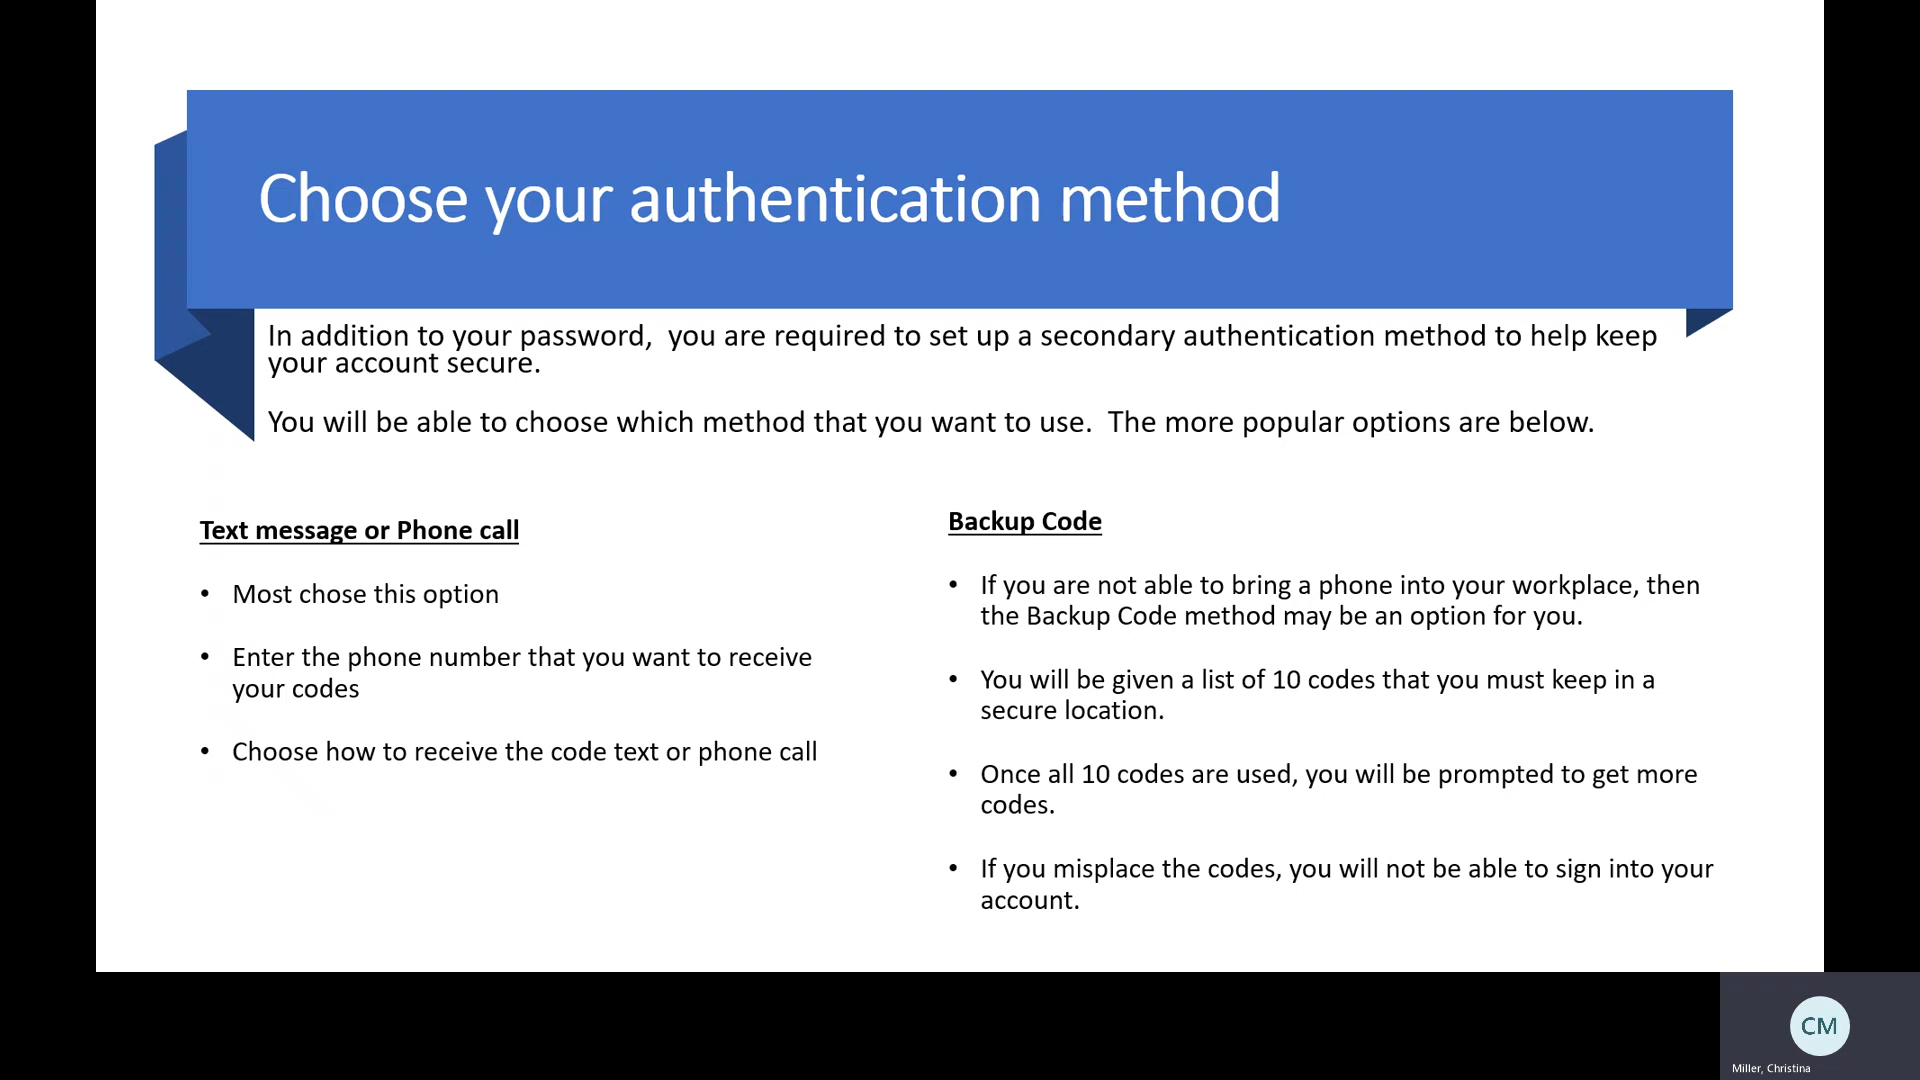 Choose your authentication method
In addition to your password,  you are required to set up a secondary authentication method to help keep
your account secure.
You will be able to choose which method that you want to use.  The more popular options are below.
Text message or Phone call
• Most chose this option
• Enter the phone number that you want to receive
your codes
• Choose how to receive the code text or phone call
Backup Code
• If you are not able to bring a phone into your workplace, then
the Backup Code method may be an option for you.
• You will be given a list of 10 codes that you must keep in a
secure location.
• Once all 10 codes are used, you will be prompted to get more
codes.
• If you misplace the codes, you will not be able to sign into your
account.
CM
Miller, Christina